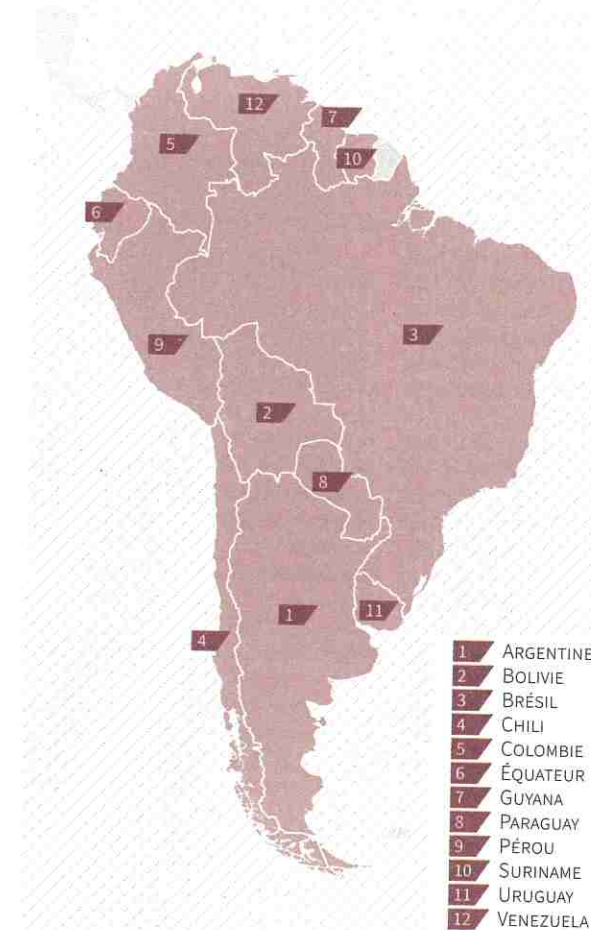 12
7
5
10
6
3
9
2
8
11
1
4
1 ARGENTINE
2 BOLIVIE
3 BRÉSIL
4 CHILI
5 COLOMBIE
6 ÉQUATEUR
7 GUYANA
8 PARAGUAY
9 PÉROU
10 SURINAME
11 URUGUAY
12 VENEZUELA